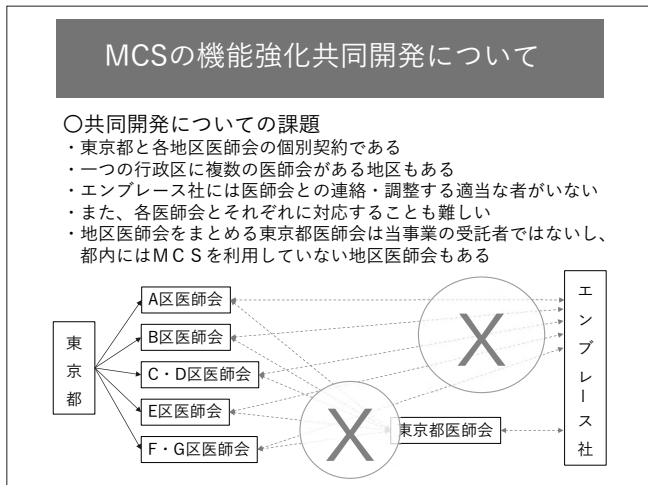 MCSの機能強化共同開発について
〇共同開発についての課題
・東京都と各地区医師会の個別契約である
・一つの行政区に複数の医師会がある地区もある
・エンブレース社には医師会との連絡・調整する適当な者がいない
・また、各医師会とそれぞれに対応することも難しい
・地区医師会をまとめる東京都医師会は当事業の受託者ではないし、
都内にはMCSを利用していない地区医師会もある
東京都
A区医師会
B区医師会
C・D区医師会
E区医師会
F・G区医師会
X
X
東京都医師会
エンブレース社